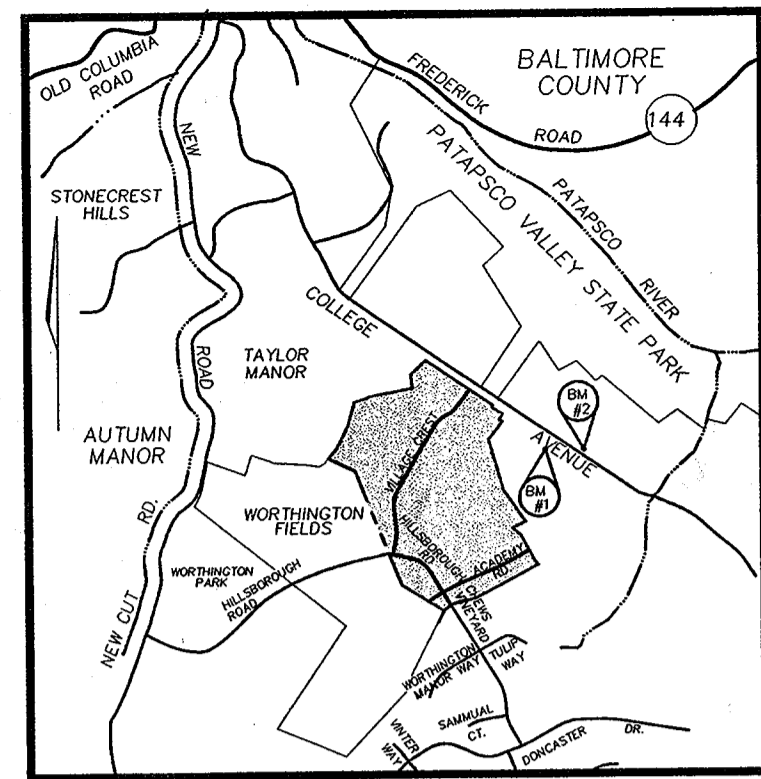 OLD COLUMBIA
ROAD
FREDERICK
ROAD
BALTIMORE
COUNTY
144
NEW
STONECREST
HILLS
PATAPSCO
RIVER
PATAPSCO VALLEY STATE PARK
COLLEGE
AVENUE
ROAD
TAYLOR
MANOR
BM
#2
AUTUMN
MANOR
VILLAGE CREST
BM
#1
RD.
WORTHINGTON
FIELDS
HILLSBOROUGH
RD.
ACADEMY
RD.
WORTHINGTON
PARK
HILLSBOROUGH
ROAD
CHEWS
VINEYARD
NEW CUT
WORTHINGTON
MANOR WAY
TULIP
WAY
SAMMUAL
CT.
VINTER
WAY
DONCASTER
DR.